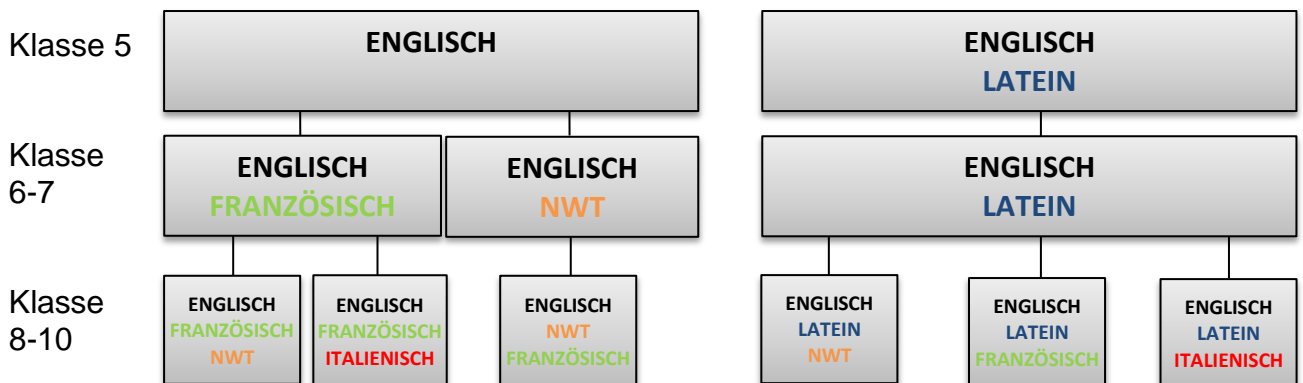 Klasse 5
ENGLISCH
ENGLISCH
LATEIN
Klasse
6-7
ENGLISCH
FRANZÖSISCH
ENGLISCH
NWT
ENGLISCH
LATEIN
Klasse
8-10
ENGLISCH
FRANZÖSISCH
NWT
ENGLISCH
FRANZÖSISCH
ITALIENISCH
ENGLISCH
NWT
FRANZÖSISCH
ENGLISCH
LATEIN
NWT
ENGLISCH
LATEIN
FRANZÖSISCH
ENGLISCH
LATEIN
ITALIENISCH